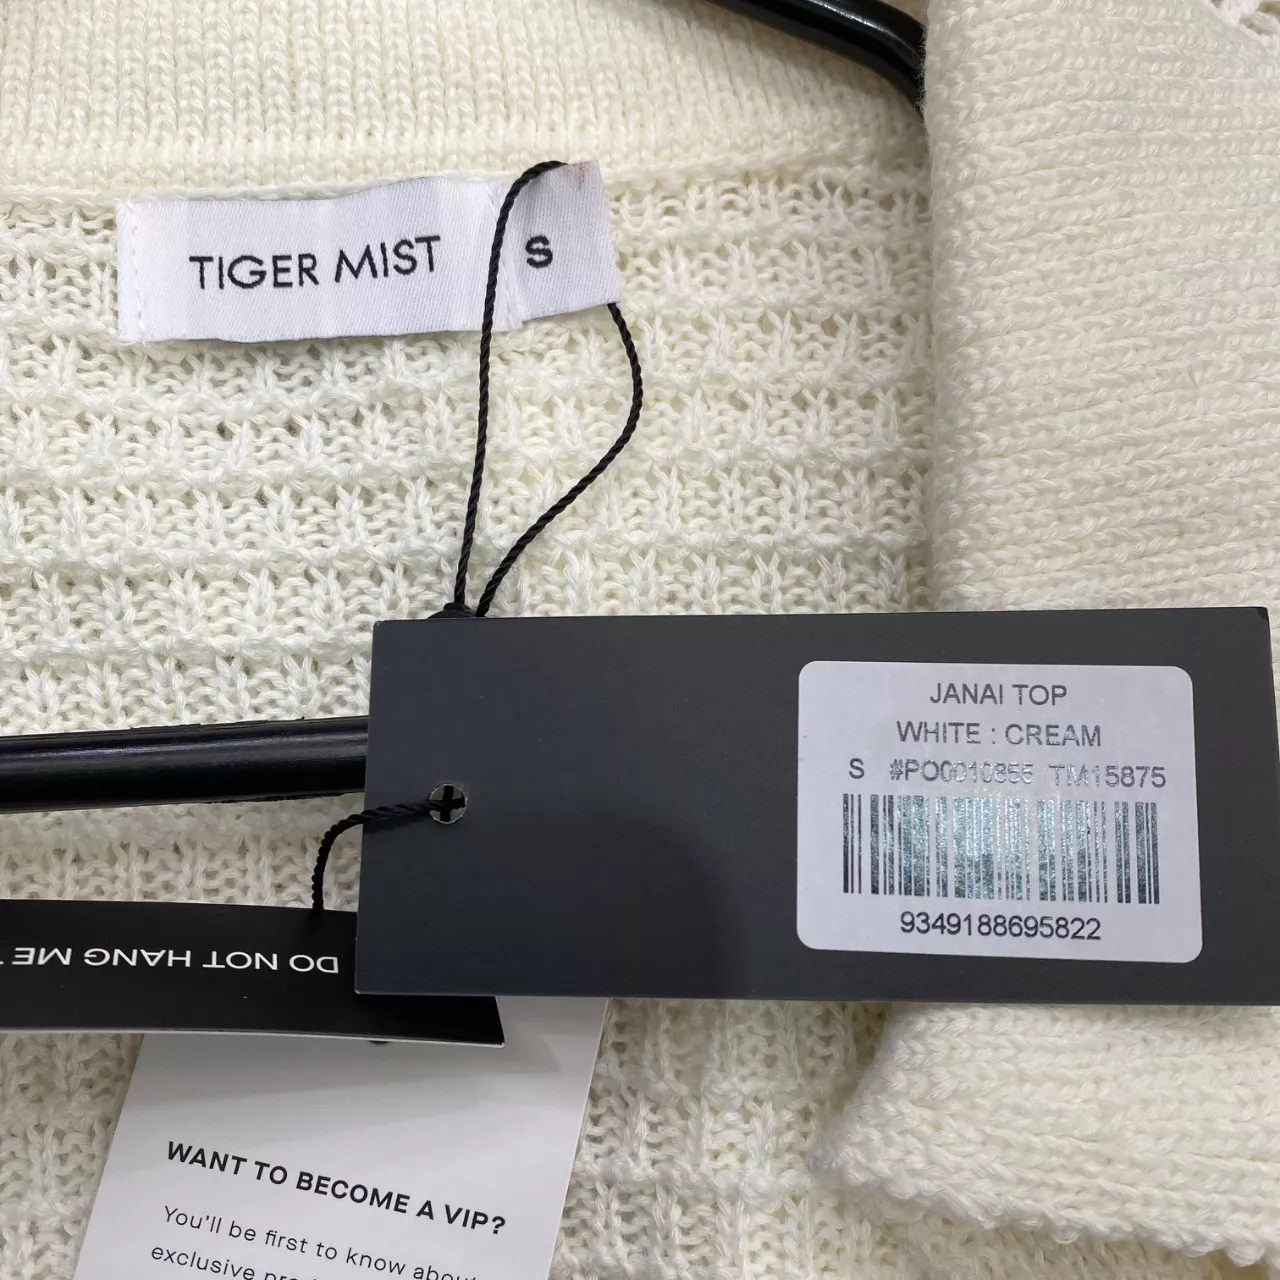 TIGER MIST
S
JANAI TOP
WHITE : CREAM
S #PO0010855 TM15875
9349188695822
DO NOT HANG ME
WANT TO BECOME A VIP?
You'll be first to know about
exclusive